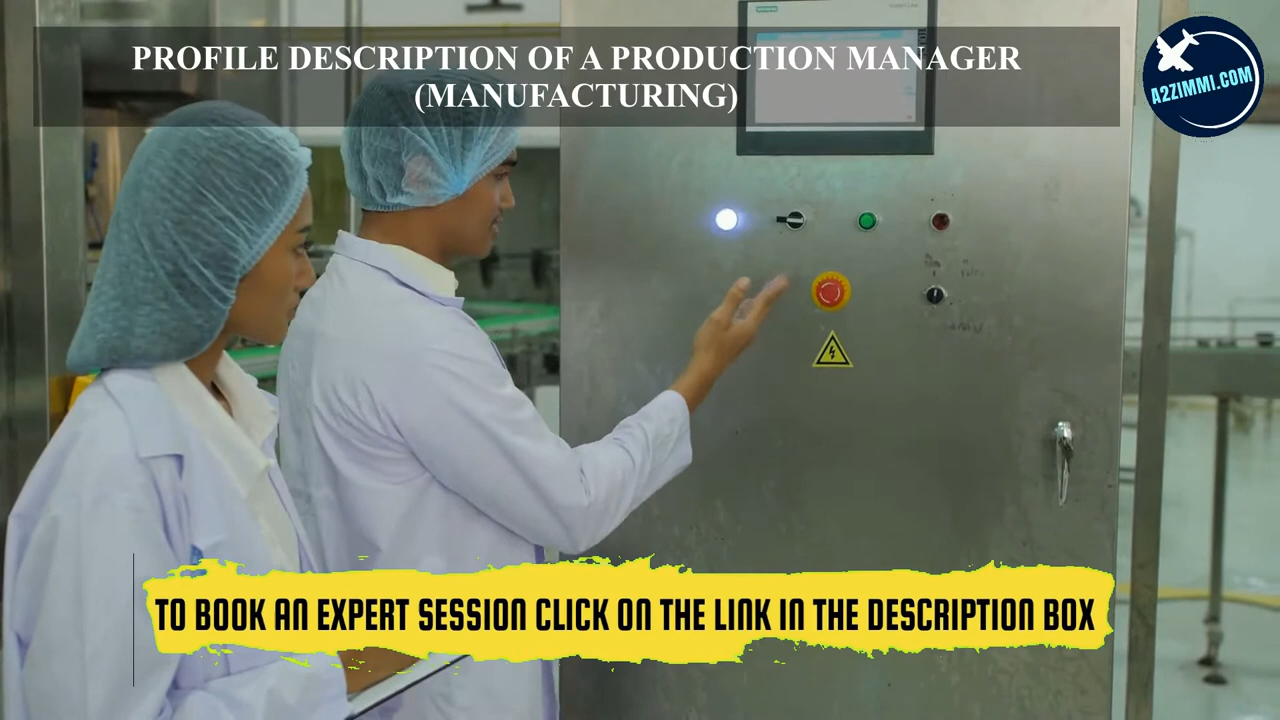 PROFILE DESCRIPTION OF A PRODUCTION MANAGER
(MANUFACTURING)
A2ZIMMI.COM
SIEMENS
TO BOOK AN EXPERT SESSION CLICK ON THE LINK IN THE DESCRIPTION BOX